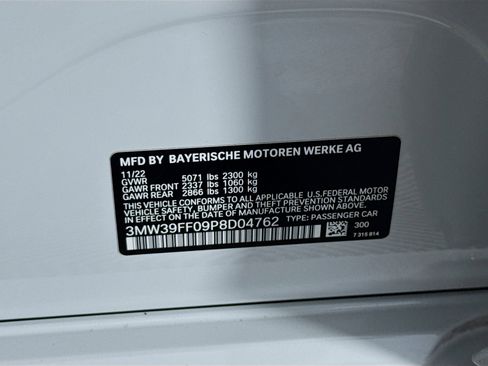 MFD BY BAYERISCHE MOTOREN WERKE AG
11/22
GVWR 5071 lbs 2300 kg
GAWR FRONT 2337 lbs 1060 kg
GAWR REAR 2866 lbs 1300 kg
THIS VEHICLE CONFORMS TO ALL APPLICABLE U.S.FEDERAL MOTOR
VEHICLE SAFETY, BUMPER AND THEFT PREVENTION STANDARDS
IN EFFECT ON THE DATE OF MANUFACTURE SHOWN ABOVE.
3MW39FF09P8D04762 TYPE: PASSENGER CAR
300
7 315 814